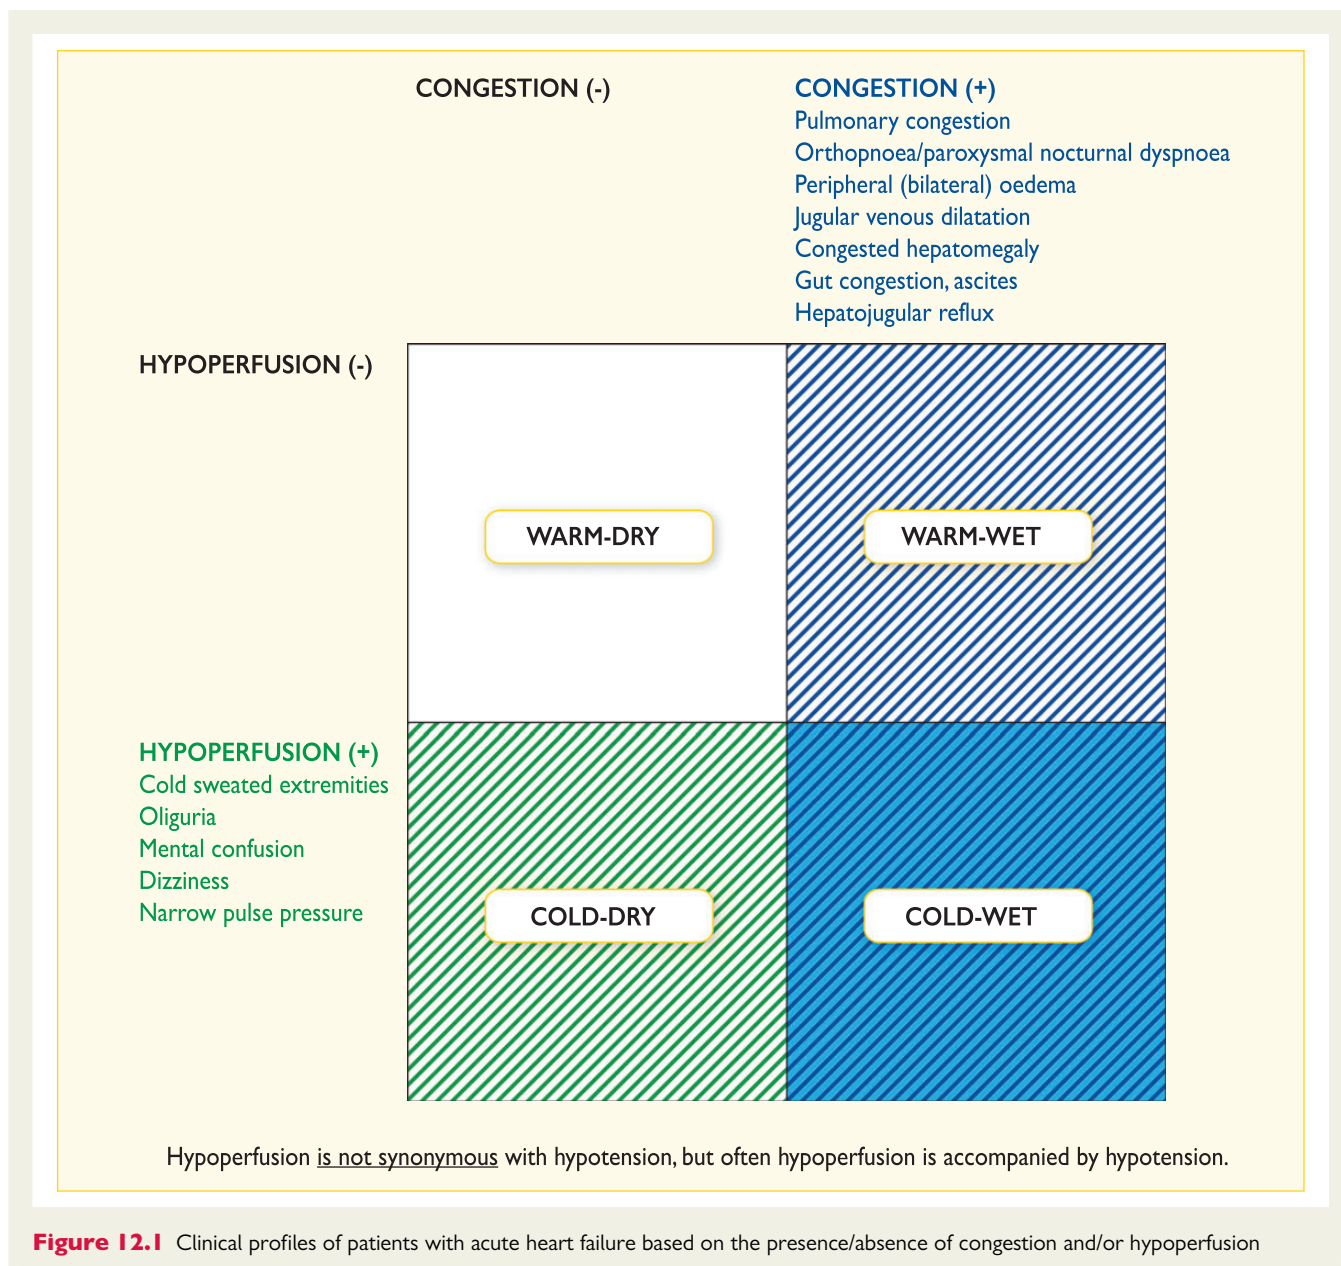 CONGESTION (-)
CONGESTION (+)
Pulmonary congestion
Orthopnoea/paroxysmal nocturnal dyspnoea
Peripheral (bilateral) oedema
Jugular venous dilatation
Congested hepatomegaly
Gut congestion, ascites
Hepatojugular reflux
HYPOPERFUSION (-)
WARM-DRY
WARM-WET
HYPOPERFUSION (+)
Cold sweated extremities
Oliguria
Mental confusion
Dizziness
Narrow pulse pressure
COLD-DRY
COLD-WET
Hypoperfusion is not synonymous with hypotension, but often hypoperfusion is accompanied by hypotension.
Figure 12.1 Clinical profiles of patients with acute heart failure based on the presence/absence of congestion and/or hypoperfusion